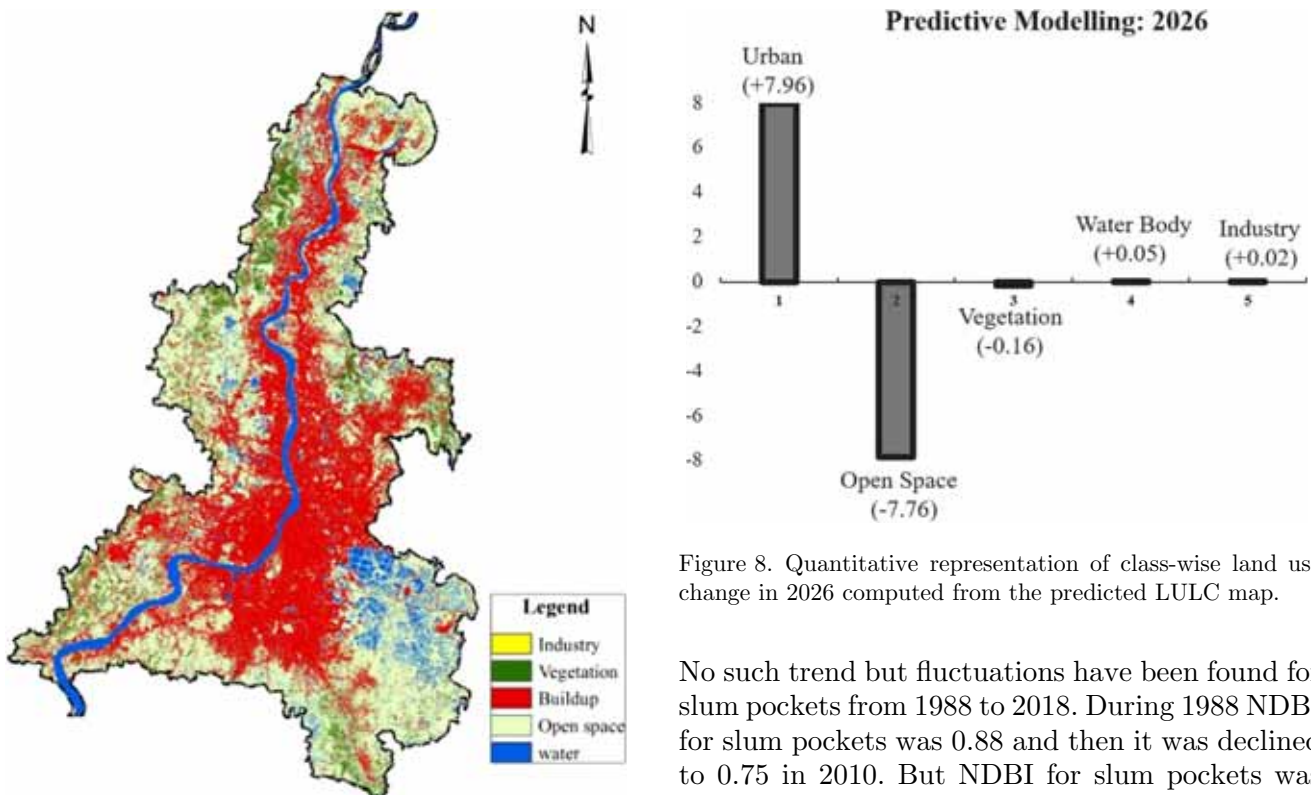 N
Legend
Industry
Vegetation
Buildup
Open space
water
Predictive Modelling: 2026
Urban
(+7.96)
8
6
4
2
0
-2
-4
-6
-8
1
2
3
4
5
Water Body
(+0.05)
Industry
(+0.02)
Vegetation
(-0.16)
Open Space
(-7.76)
Figure 8. Quantitative representation of class-wise land us
change in 2026 computed from the predicted LULC map.
No such trend but fluctuations have been found fo
slum pockets from 1988 to 2018. During 1988 NDB
for slum pockets was 0.88 and then it was declined
to 0.75 in 2010. But NDBI for slum pockets wa